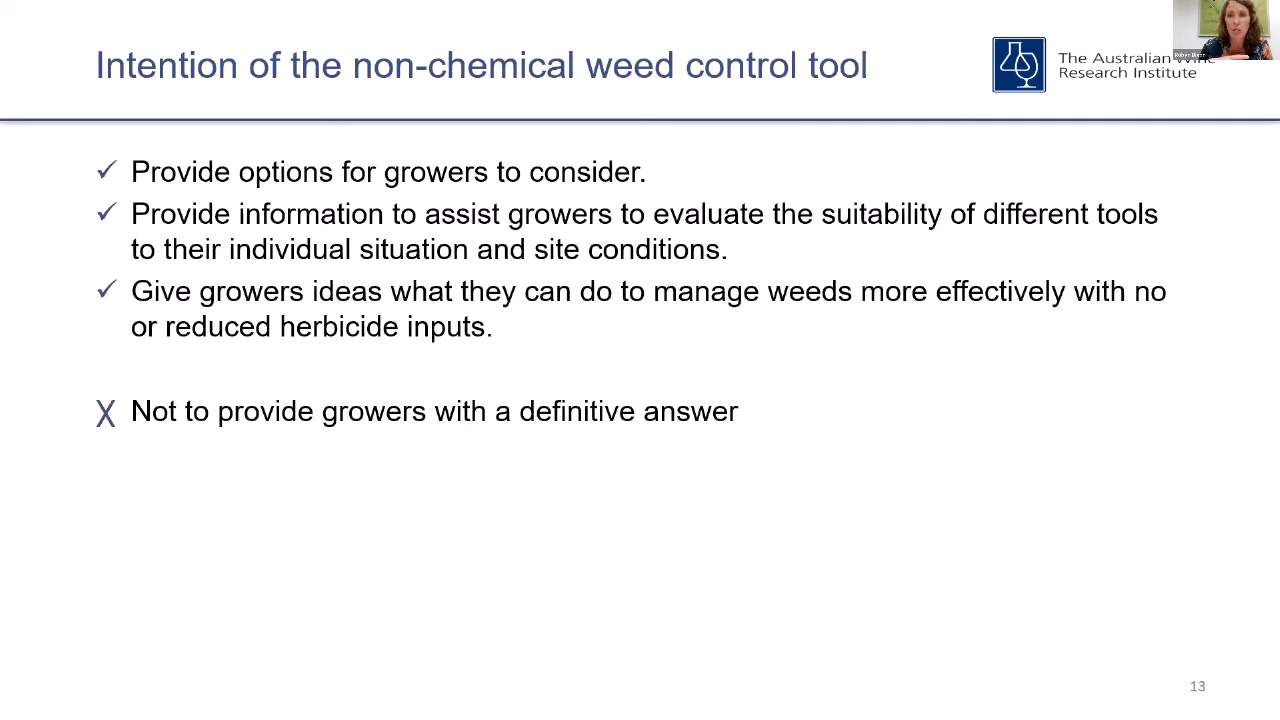 Intention of the non-chemical weed control tool
The Australian Wine
Research Institute
✓ Provide options for growers to consider.
✓ Provide information to assist growers to evaluate the suitability of different tools
to their individual situation and site conditions.
✓ Give growers ideas what they can do to manage weeds more effectively with no
or reduced herbicide inputs.
X Not to provide growers with a definitive answer
13